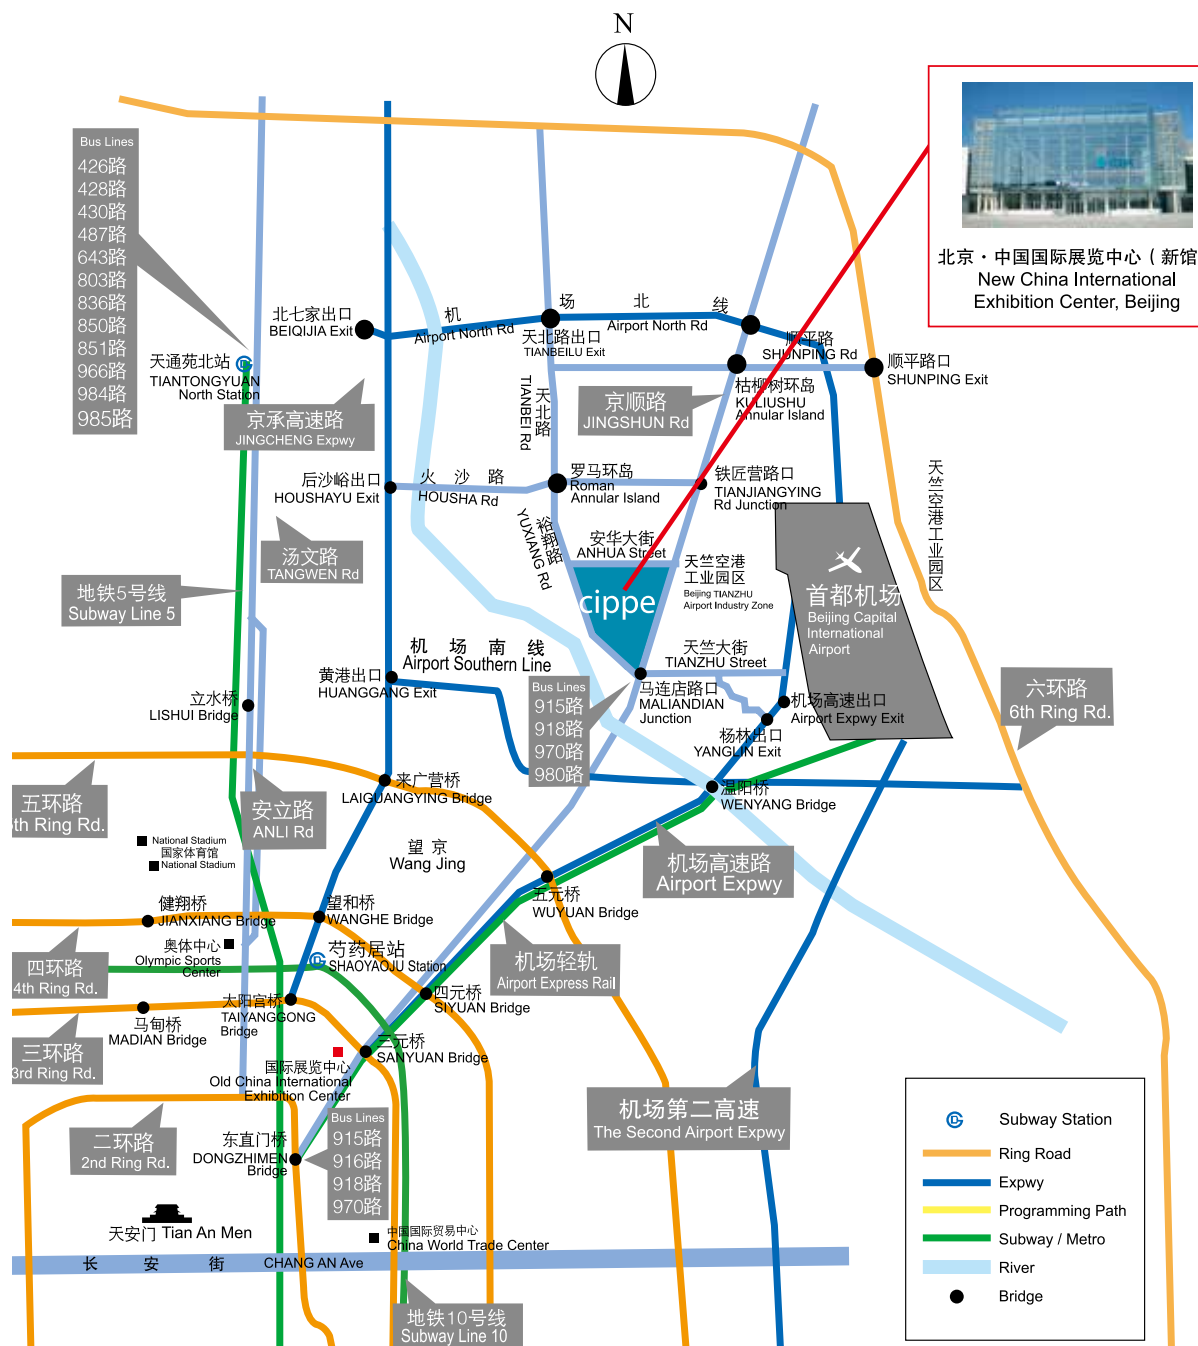 N
北京·中国国际展览中心（新馆
New China International
Exhibition Center, Beijing
Bus Lines
426路
428路
430路
487路
643路
803路
836路
850路
851路
966路
984路
985路
天通苑北站
TIANTONGYUAN
North Station
北七家出口
BEIQIJIA Exit
机场北线
Airport North Rd
Airport North Rd
天北路出口
TIANBEILU Exit
顺平路
SHUNPING Rd
顺平路口
SHUNPING Exit
枯柳树环岛
KULIUSHU
Annular Island
京顺路
JINGSHUN Rd
天北路
TIANBEI Rd
京承高速路
JINGCHENG Expwy
后沙峪出口
HOUSHAYU Exit
火沙路
HOUSHA Rd
罗马环岛
Roman
Annular Island
铁匠营路口
TIANJIANGYING
Rd Junction
天竺空港工业园区
裕翔路
YUXIANG Rd
安华大街
ANHUA Street
天竺空港
工业园区
Beijing TIANZHU
Airport Industry Zone
cippe
首都机场
Beijing Capital
International
Airport
汤文路
TANGWEN Rd
地铁5号线
Subway Line 5
机场南线
Airport Southern Line
黄港出口
HUANGGANG Exit
天竺大街
TIANZHU Street
Bus Lines
915路
918路
970路
980路
马连店路口
MALIANDIAN
Junction
机场高速出口
Airport Expwy Exit
杨林出口
YANGLIN Exit
六环路
6th Ring Rd.
立水桥
LISHUI Bridge
来广营桥
LAIGUANGYING Bridge
温阳桥
WENYANG Bridge
五环路
5th Ring Rd.
安立路
ANLI Rd
National Stadium
国家体育馆
National Stadium
望京
Wang Jing
机场高速路
Airport Expwy
五元桥
WUYUAN Bridge
健翔桥
JIANXIANG Bridge
望和桥
WANGHE Bridge
奥体中心
Olympic Sports
Center
芍药居站
SHAOYAOJU Station
机场轻轨
Airport Express Rail
四环路
4th Ring Rd.
四元桥
SIYUAN Bridge
太阳宫桥
TAIYANGGONG
Bridge
马甸桥
MADIAN Bridge
三元桥
SANYUAN Bridge
三环路
3rd Ring Rd.
国际展览中心
Old China International
Exhibition Center
机场第二高速
The Second Airport Expwy
二环路
2nd Ring Rd.
东直门桥
DONGZHIMEN
Bridge
Bus Lines
915路
916路
918路
970路
天安门 Tian An Men
中国国际贸易中心
China World Trade Center
长安街 CHANG AN Ave
地铁10号线
Subway Line 10
Subway Station
Ring Road
Expwy
Programming Path
Subway / Metro
River
Bridge